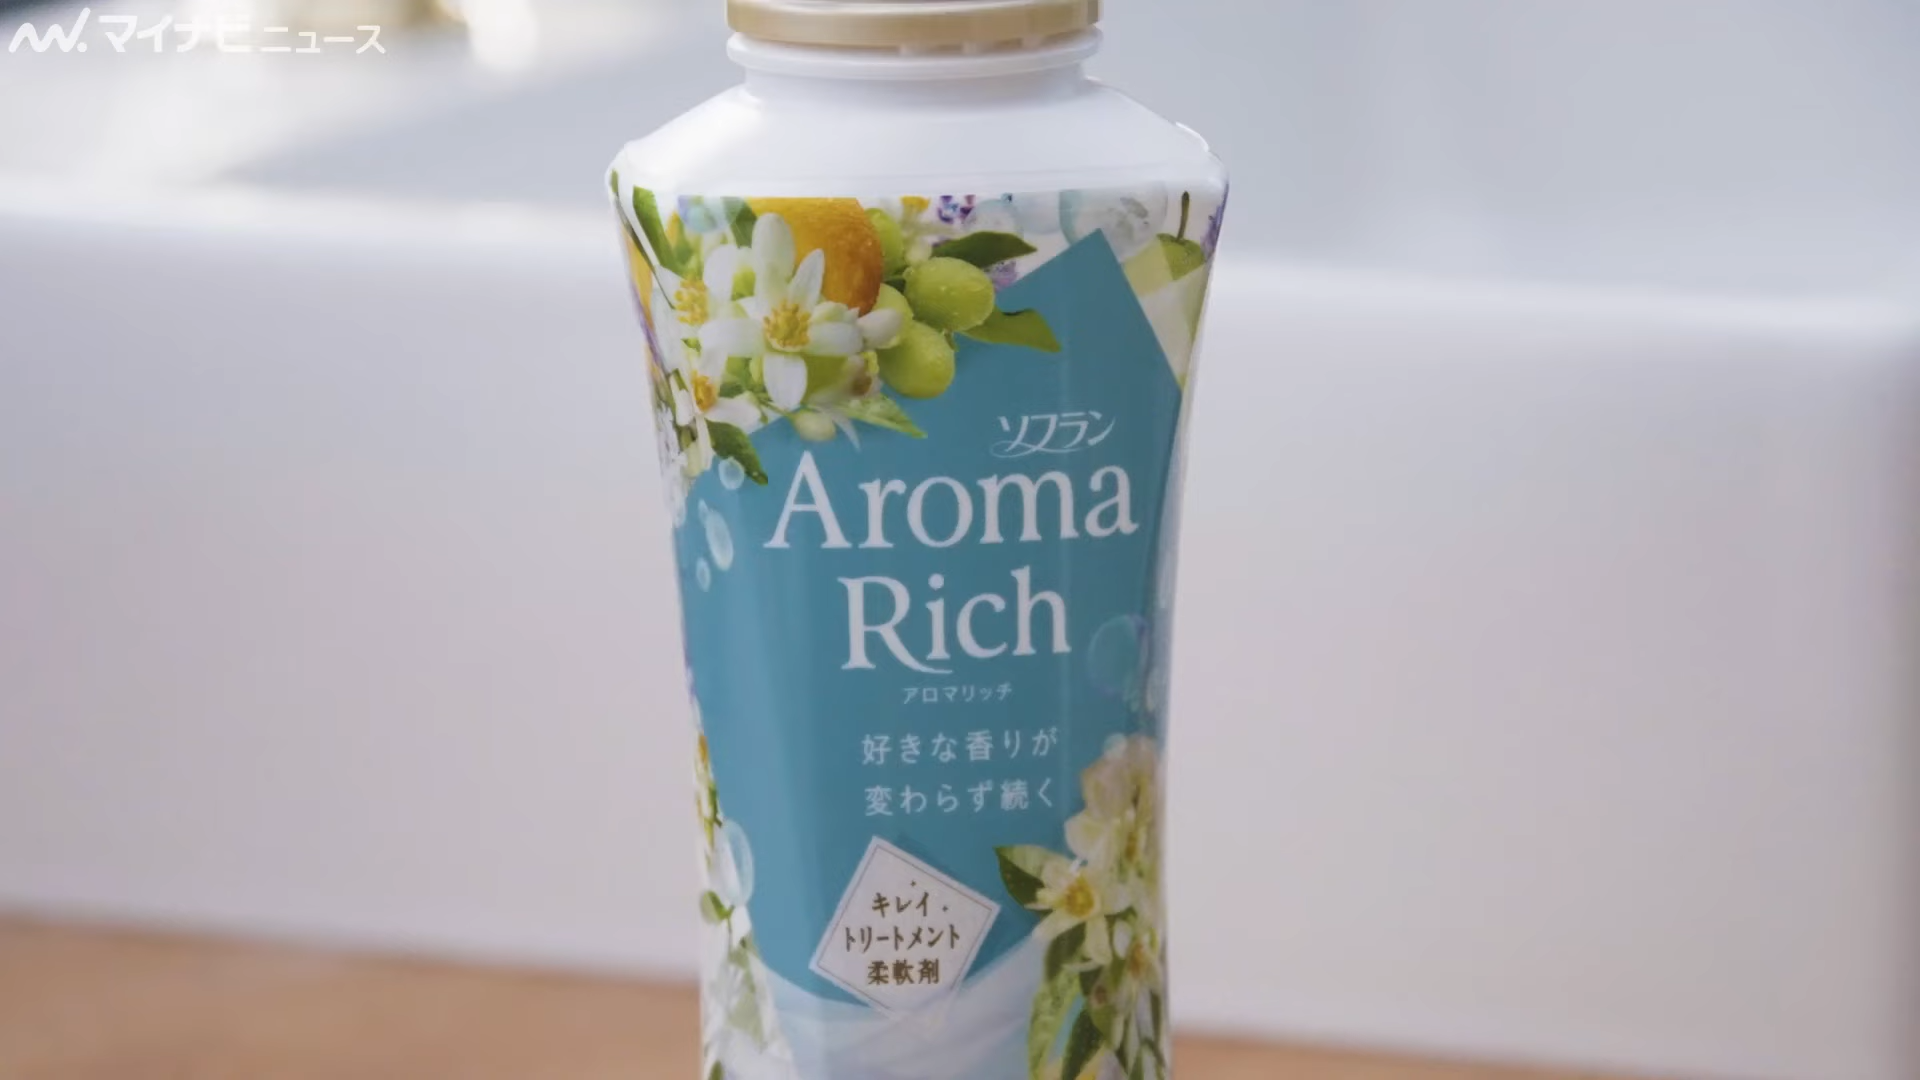 マイナビニュース
ソフラン
Aroma
Rich
アロマリッチ
好きな香りが
変わらず続く
キレイ
トリートメント
柔軟剤